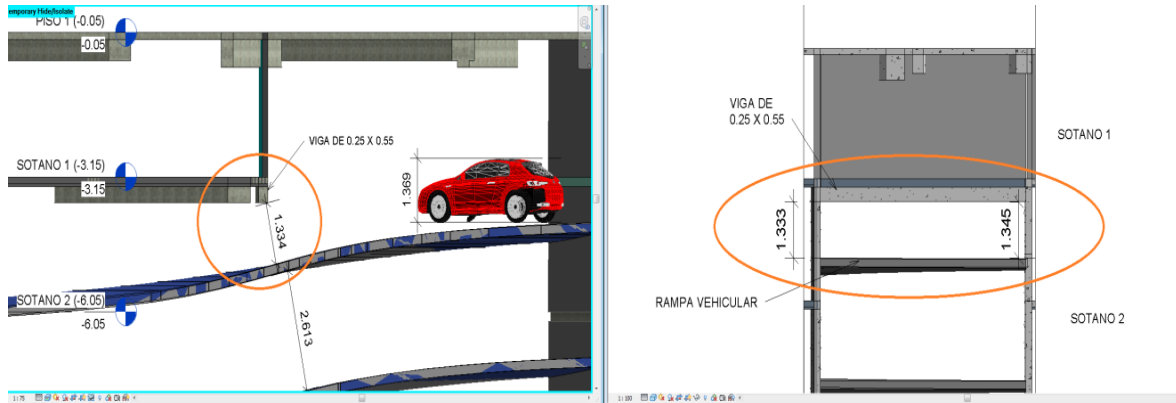 emporary Hide/Isolate
PISO 1 (-0.05)
-0.05
VIGA DE 0.25 X 0.55
SOTANO 1 (-3.15)
-3.15
1.369
1.334
SOTANO 2 (-6.05)
-6.05
2.613
1 : 75
VIGA DE
0.25 X 0.55
SOTANO 1
1.333
1.345
RAMPA VEHICULAR
SOTANO 2
1 : 100